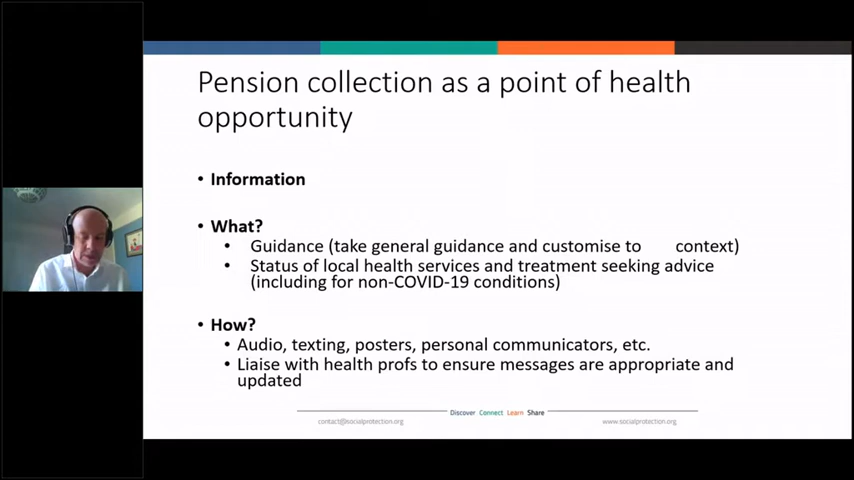 Pension collection as a point of health
opportunity
• Information
• What?
• Guidance (take general guidance and customise to context)
• Status of local health services and treatment seeking advice
(including for non-COVID-19 conditions)
• How?
• Audio, texting, posters, personal communicators, etc.
• Liaise with health profs to ensure messages are appropriate and
updated
Discover Connect Learn Share
contact@socialprotection.org www.socialprotection.org